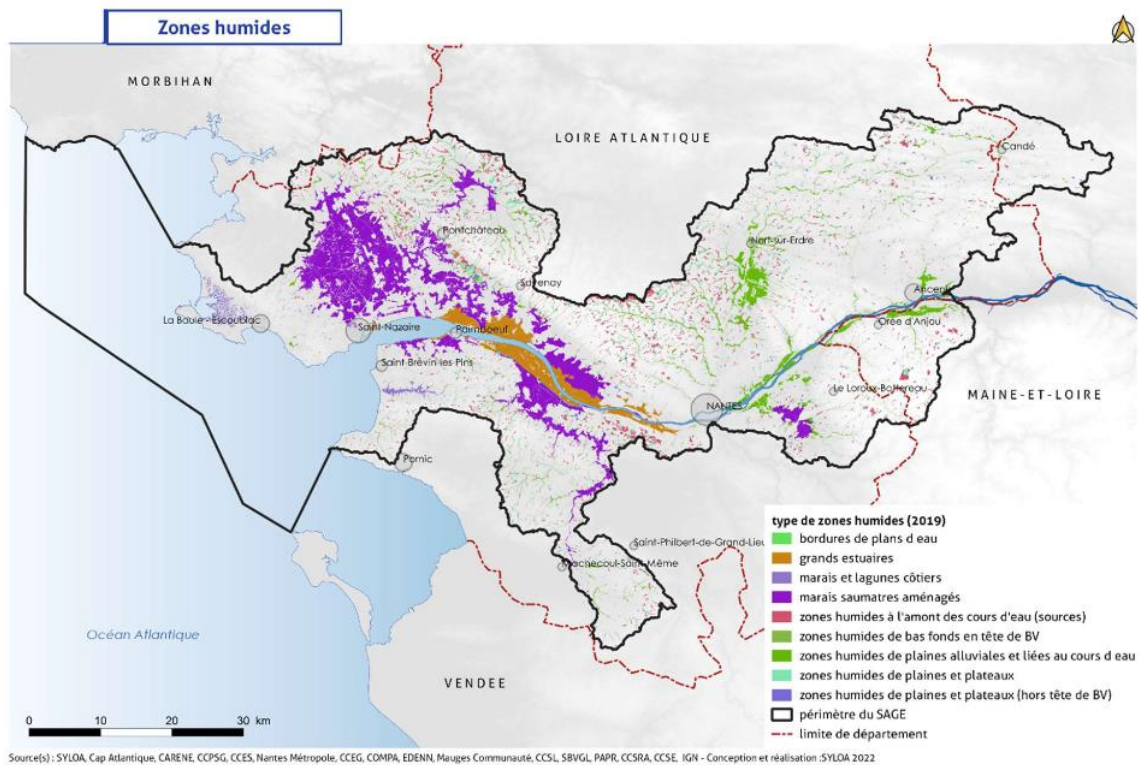 Zones humides
MORBIHAN
LOIRE ATLANTIQUE
Candé
Pontchâteau
Nort-sur-Erdre
Savenay
Ancenis
La Baule-Escoublac
Saint-Nazaire
Paimboeuf
Orée d'Anjou
Saint-Brévin les Pins
Le Loroux-Bottereau
MAINE-ET-LOIRE
NANTES
Pornic
Saint-Philbert-de-Grand-Lieu
Machecoul-Saint-Même
Océan Atlantique
VENDEE
type de zones humides (2019)
bordures de plans d eau
grands estuaires
marais et lagunes côtiers
marais saumatres aménagés
zones humides à l'amont des cours d'eau (sources)
zones humides de bas fonds en tête de BV
zones humides de plaines alluviales et liées au cours d eau
zones humides de plaines et plateaux
zones humides de plaines et plateaux (hors tête de BV)
périmètre du SAGE
limite de département
0 10 20 30 km
Source(s) : SYLOA, Cap Atlantique, CARENE, CCPSG, CCES, Nantes Métropole, CCEG, COMPA, EDENN, Mauges Communauté, CCSL, SBVGL, PAPR, CCSRA, CCSE, IGN - Conception et réalisation :SYLOA 2022